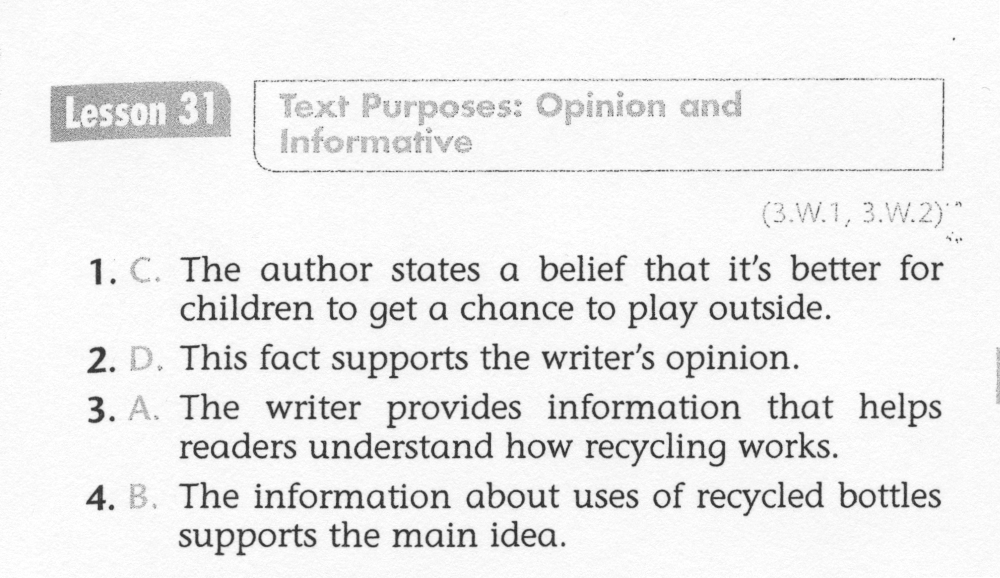 Lesson 31
Text Purposes: Opinion and
Informative
(3.W.1, 3.W.2)
1. C. The author states a belief that it's better for
children to get a chance to play outside.
2. D. This fact supports the writer's opinion.
3. A. The writer provides information that helps
readers understand how recycling works.
4. B. The information about uses of recycled bottles
supports the main idea.